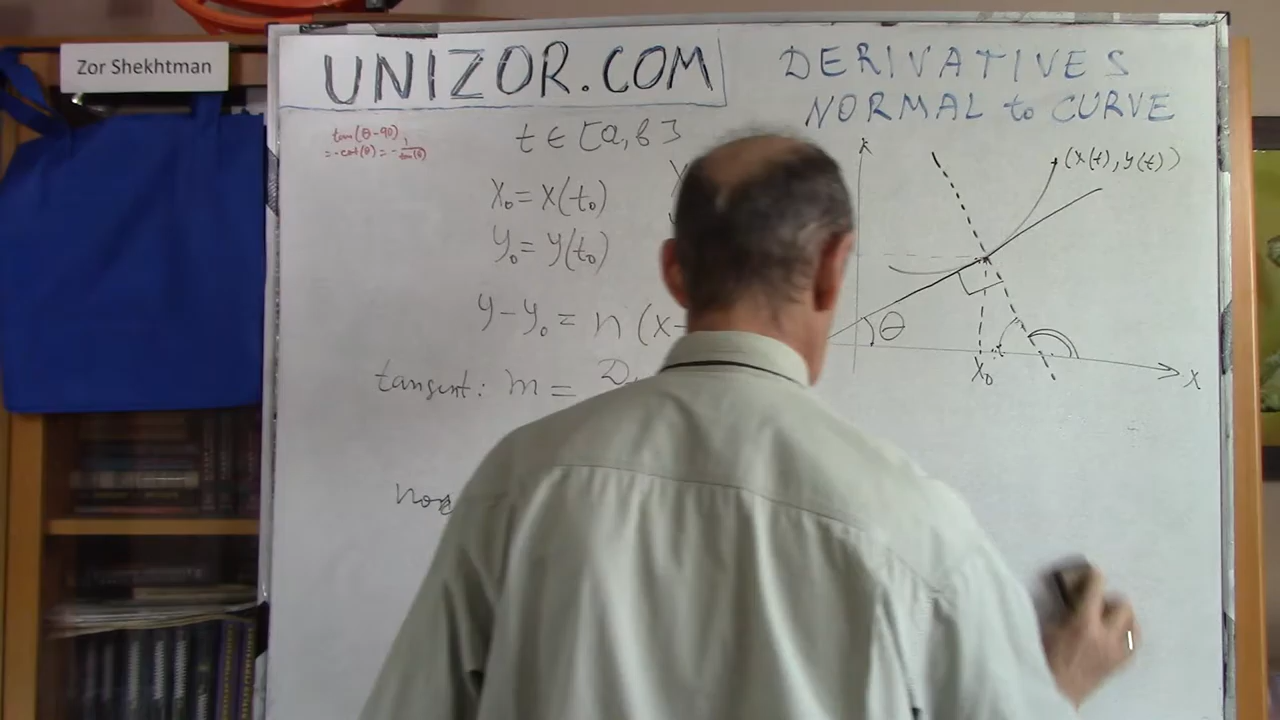 Zor Shekhtman
UNIZOR.COM
DERIVATIVES
NORMAL to CURVE
tan(θ-90)
=-cot(θ)=-1/tan(θ)
t ∈ [a,b]
x₀=x(t₀)
y₀=y(t₀)
y-y₀=n(x-
tangent: m=
(x(t),y(t))
θ
x₀
x